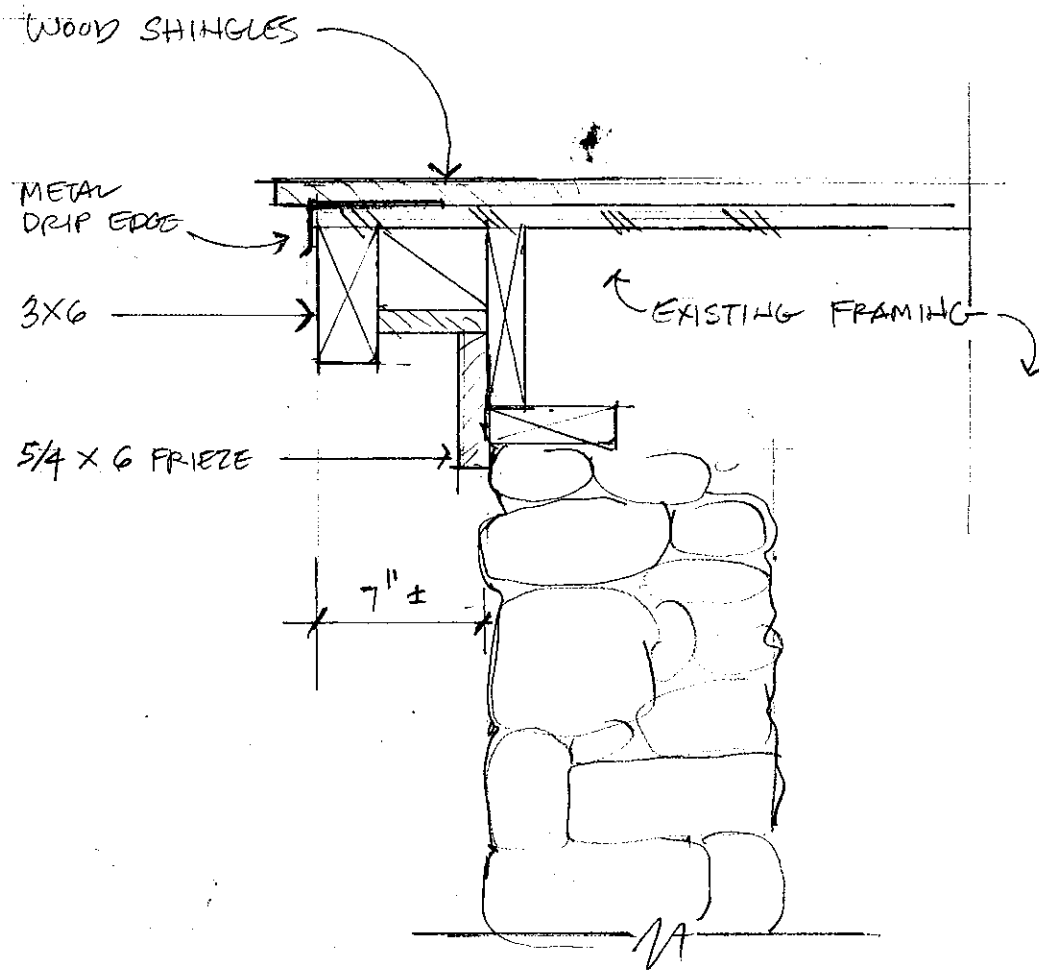 WOOD SHINGLES
METAL
DRIP EDGE
3X6
EXISTING FRAMING
5/4 X 6 FRIEZE
7" ±